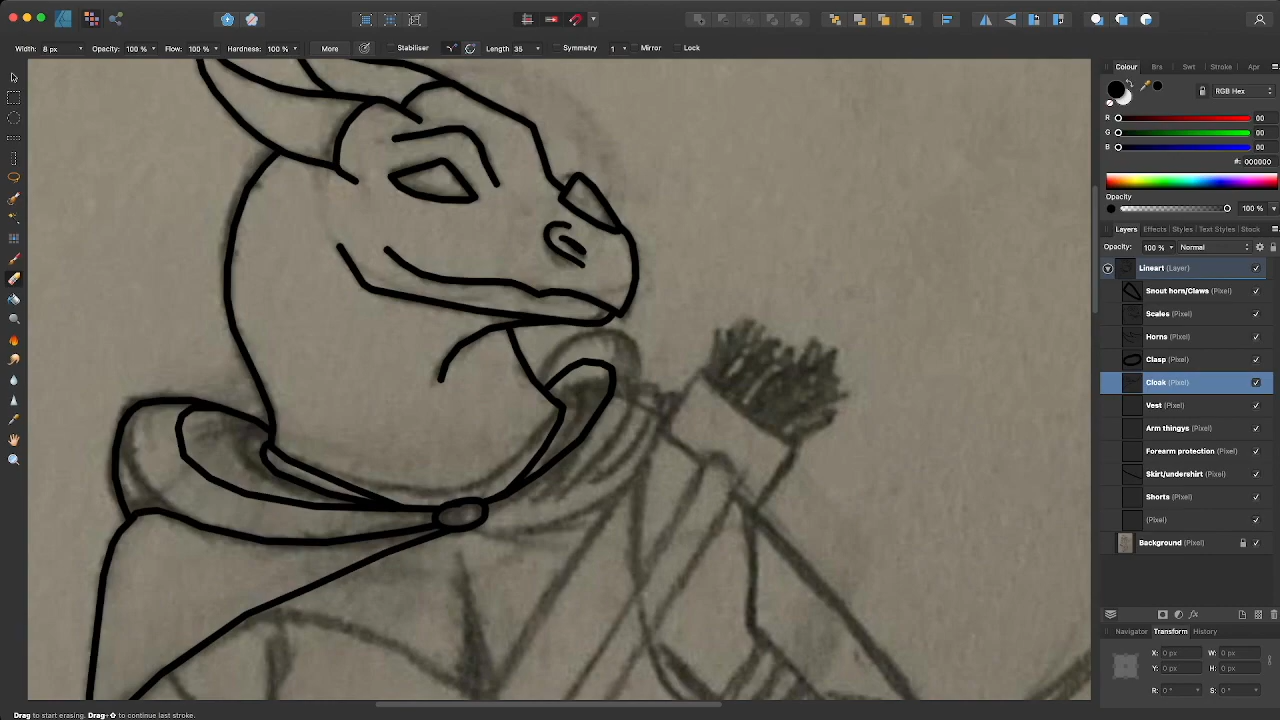 Width: 8 px Opacity: 100 % Flow: 100 % Hardness: 100 % More Stabiliser Length 35 Symmetry 1 Mirror Lock
Colour Brs Swt Stroke Apr
RGB Hex
R 00
G 00
B 00
#: 000000
Opacity
100 %
Layers Effects Styles Text Styles Stock
Opacity: 100 % Normal
Lineart (Layer)
Snout horn/Claws (Pixel)
Scales (Pixel)
Horns (Pixel)
Clasp (Pixel)
Cloak (Pixel)
Vest (Pixel)
Arm thingys (Pixel)
Forearm protection (Pixel)
Skirt/undershirt (Pixel)
Shorts (Pixel)
(Pixel)
Background (Pixel)
Navigator Transform History
X: 0 px W: 0 px
Y: 0 px H: 0 px
R: 0 ° S: 0 °
Drag to start erasing. Drag+⇧ to continue last stroke.